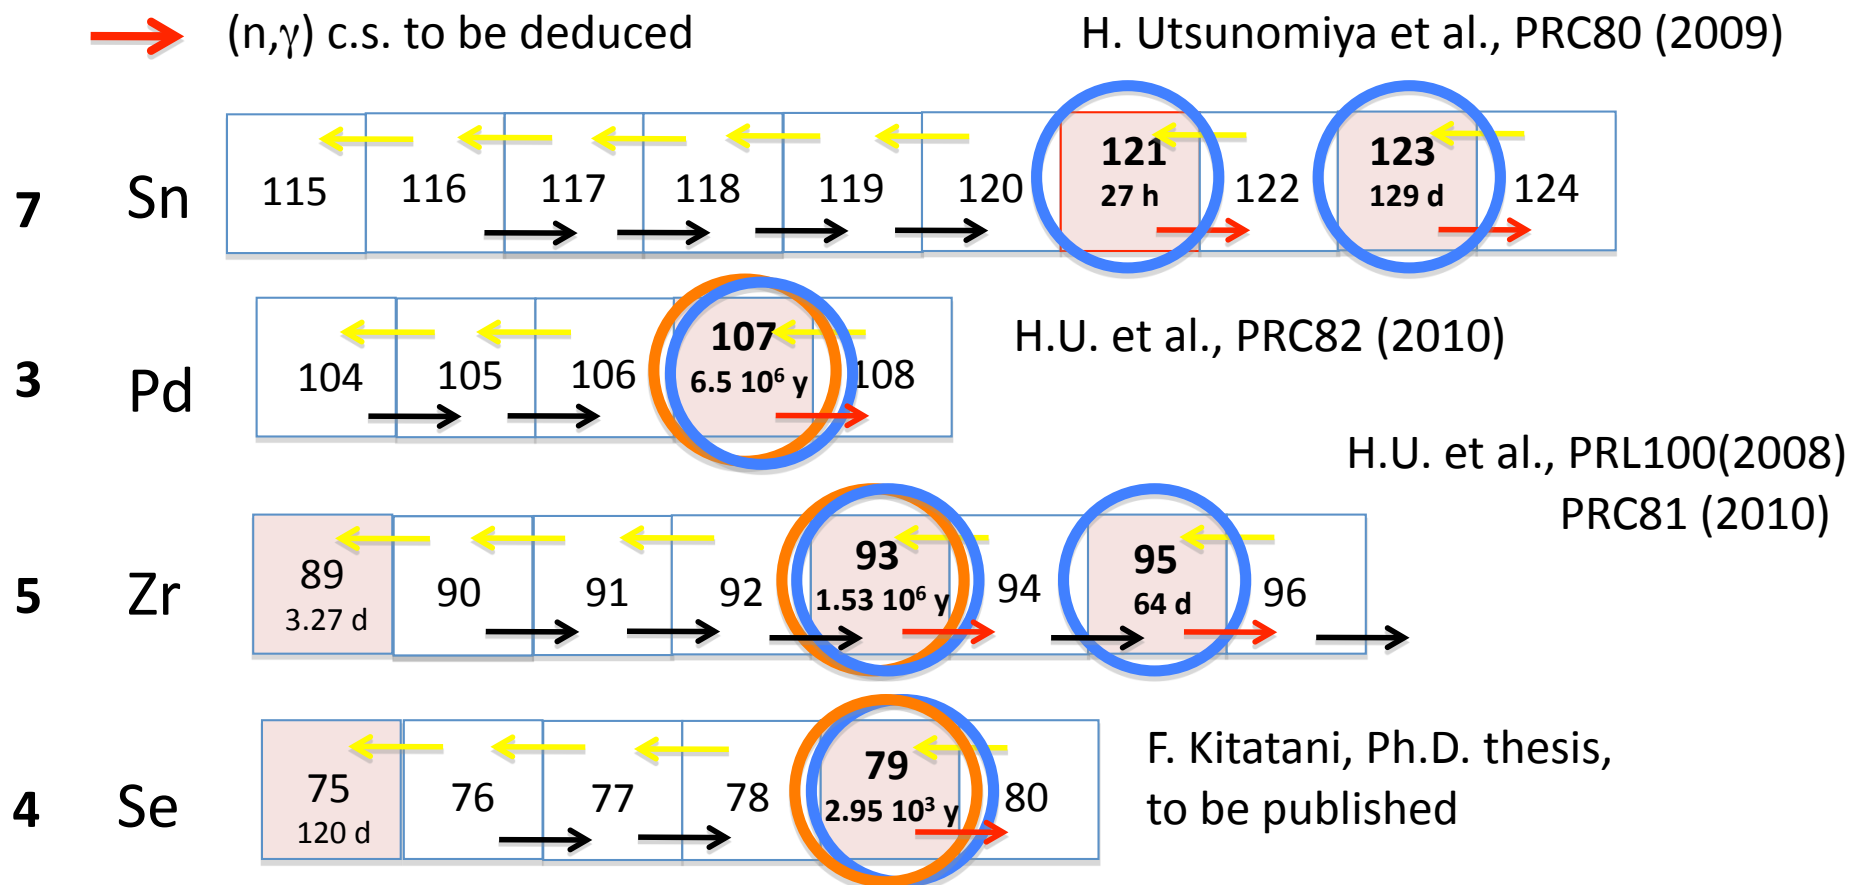 (n,γ) c.s. to be deduced
H. Utsunomiya et al., PRC80 (2009)
7 Sn 115 116 117 118 119 120 121 122 123 124
27 h 129 d
H.U. et al., PRC82 (2010)
3 Pd 104 105 106 107 108
6.5 10⁶ y
H.U. et al., PRL100(2008)
PRC81 (2010)
5 Zr 89 90 91 92 93 94 95 96
3.27 d 1.53 10⁶ y 64 d
4 Se 75 76 77 78 79 80
120 d 2.95 10³ y
F. Kitatani, Ph.D. thesis,
to be published